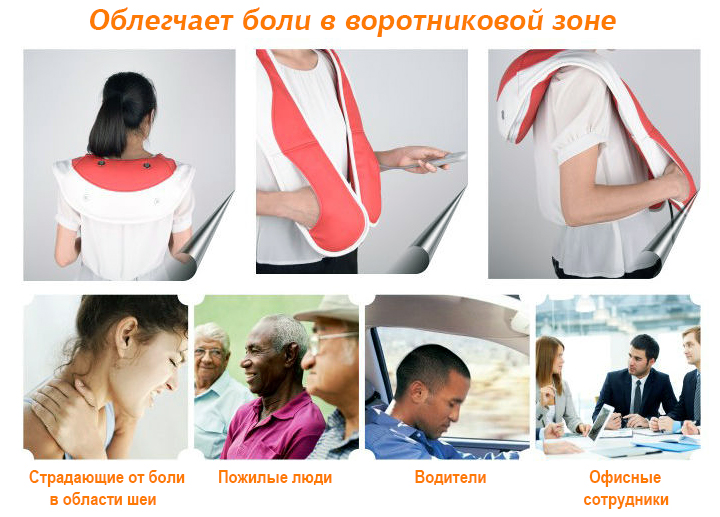 Облегчает боли в воротниковой зоне
Страдающие от боли
в области шеи
Пожилые люди
Водители
Офисные
сотрудники